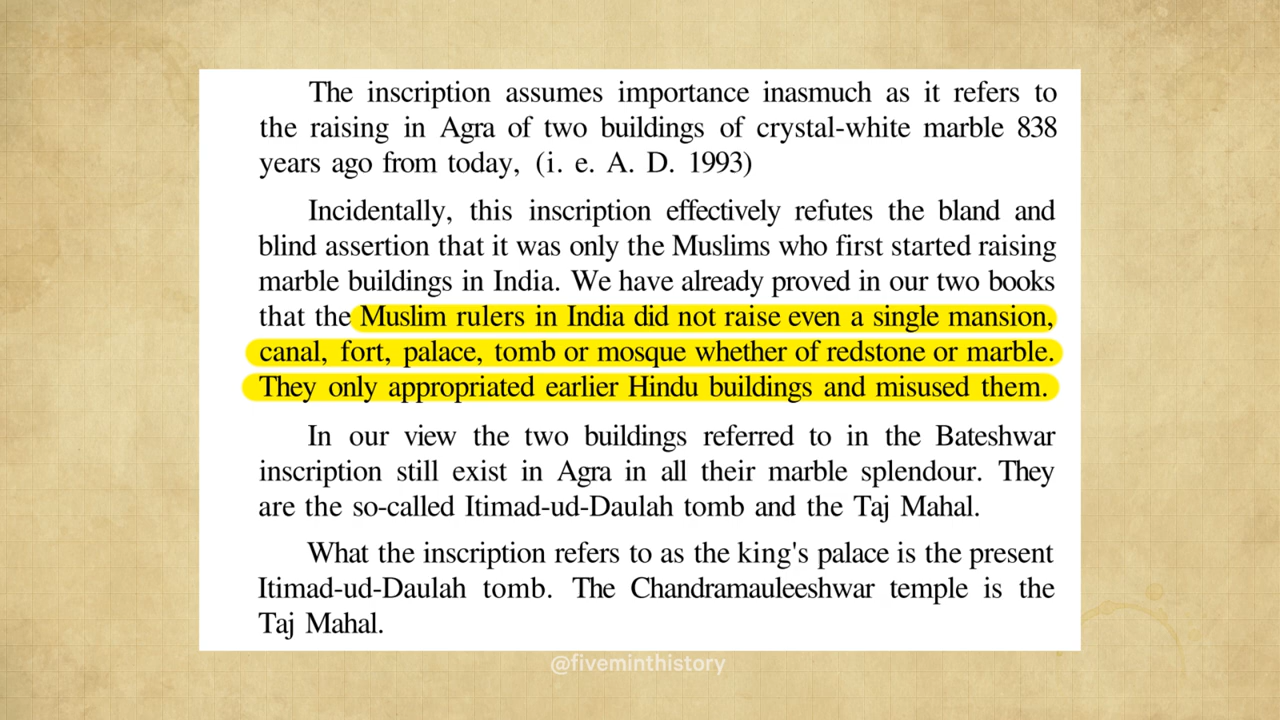 The inscription assumes importance inasmuch as it refers to
the raising in Agra of two buildings of crystal-white marble 838
years ago from today, (i. e. A. D. 1993)
Incidentally, this inscription effectively refutes the bland and
blind assertion that it was only the Muslims who first started raising
marble buildings in India. We have already proved in our two books
that the Muslim rulers in India did not raise even a single mansion,
canal, fort, palace, tomb or mosque whether of redstone or marble.
They only appropriated earlier Hindu buildings and misused them.
In our view the two buildings referred to in the Bateshwar
inscription still exist in Agra in all their marble splendour. They
are the so-called Itimad-ud-Daulah tomb and the Taj Mahal.
What the inscription refers to as the king's palace is the present
Itimad-ud-Daulah tomb. The Chandramauleeshwar temple is the
Taj Mahal.
@fiveminthistory